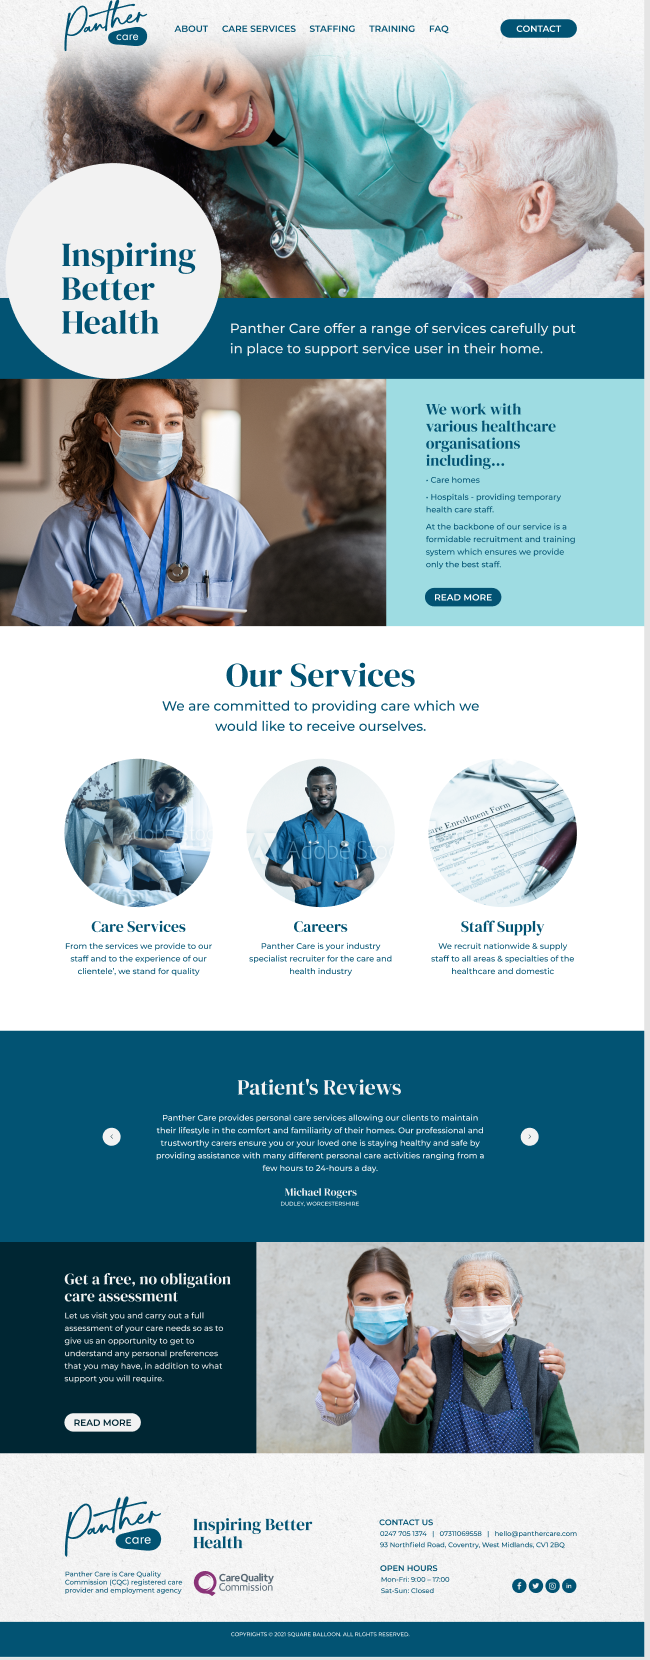 Panther
care
ABOUT CARE SERVICES STAFFING TRAINING FAQ
CONTACT
Inspiring
Better
Health
Panther Care offer a range of services carefully put
in place to support service user in their home.
We work with
various healthcare
organisations
including...
• Care homes
• Hospitals - providing temporary
health care staff.
At the backbone of our service is a
formidable recruitment and training
system which ensures we provide
only the best staff.
READ MORE
Our Services
We are committed to providing care which we
would like to receive ourselves.
Adobe Stock
Adobe Stoc
are Enrollment Form
Care Services
From the services we provide to our
staff and to the experience of our
clientele', we stand for quality
Careers
Panther Care is your industry
specialist recruiter for the care and
health industry
Staff Supply
We recruit nationwide & supply
staff to all areas & specialties of the
healthcare and domestic
Patient's Reviews
Panther Care provides personal care services allowing our clients to maintain
their lifestyle in the comfort and familiarity of their homes. Our professional and
trustworthy carers ensure you or your loved one is staying healthy and safe by
providing assistance with many different personal care activities ranging from a
few hours to 24-hours a day.
Michael Rogers
DUDLEY, WORCESTERSHIRE
Get a free, no obligation
care assessment
Let us visit you and carry out a full
assessment of your care needs so as to
give us an opportunity to get to
understand any personal preferences
that you may have, in addition to what
support you will require.
READ MORE
Panther
care
Panther Care is Care Quality
Commission (CQC) registered care
provider and employment agency
Inspiring Better
Health
CareQuality
Commission
CONTACT US
0247 705 1374 | 07311069558 | hello@panthercare.com
93 Northfield Road, Coventry, West Midlands, CV1 2BQ
OPEN HOURS
Mon-Fri: 9:00 – 17:00
Sat-Sun: Closed
COPYRIGHTS © 2021 SQUARE BALLOON. ALL RLGHTS RESERVED.